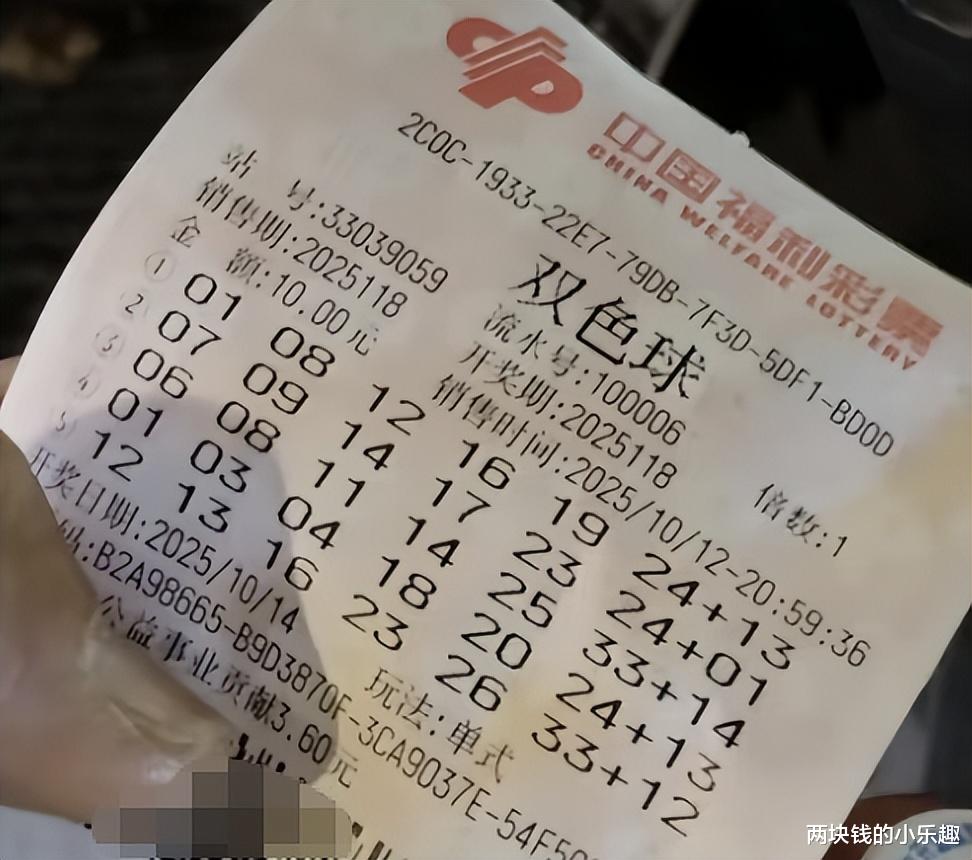 中国福利彩票
CHINA WELFARE LOTTERY
2C0C-1933-22E7-79DB-7F3D-5DF1-BD0D
双色球
站 号:33039059 流水号:100006 倍数:1
销售期:2025118 开奖期:2025118
金 额:10.00元 销售时间:2025/10/12-20:59:36
① 01 08 12 16 19 24+13
② 07 09 14 17 23 24+01
③ 06 08 11 14 25 33+14
④ 01 03 04 18 20 24+13
⑤ 12 13 16 23 26 33+12
开奖日期:2025/10/14 玩法:单式
码:B2A98665-B9D3870F-3CA9037E-54F5
公益事业贡献3.60元
两块钱的小乐趣